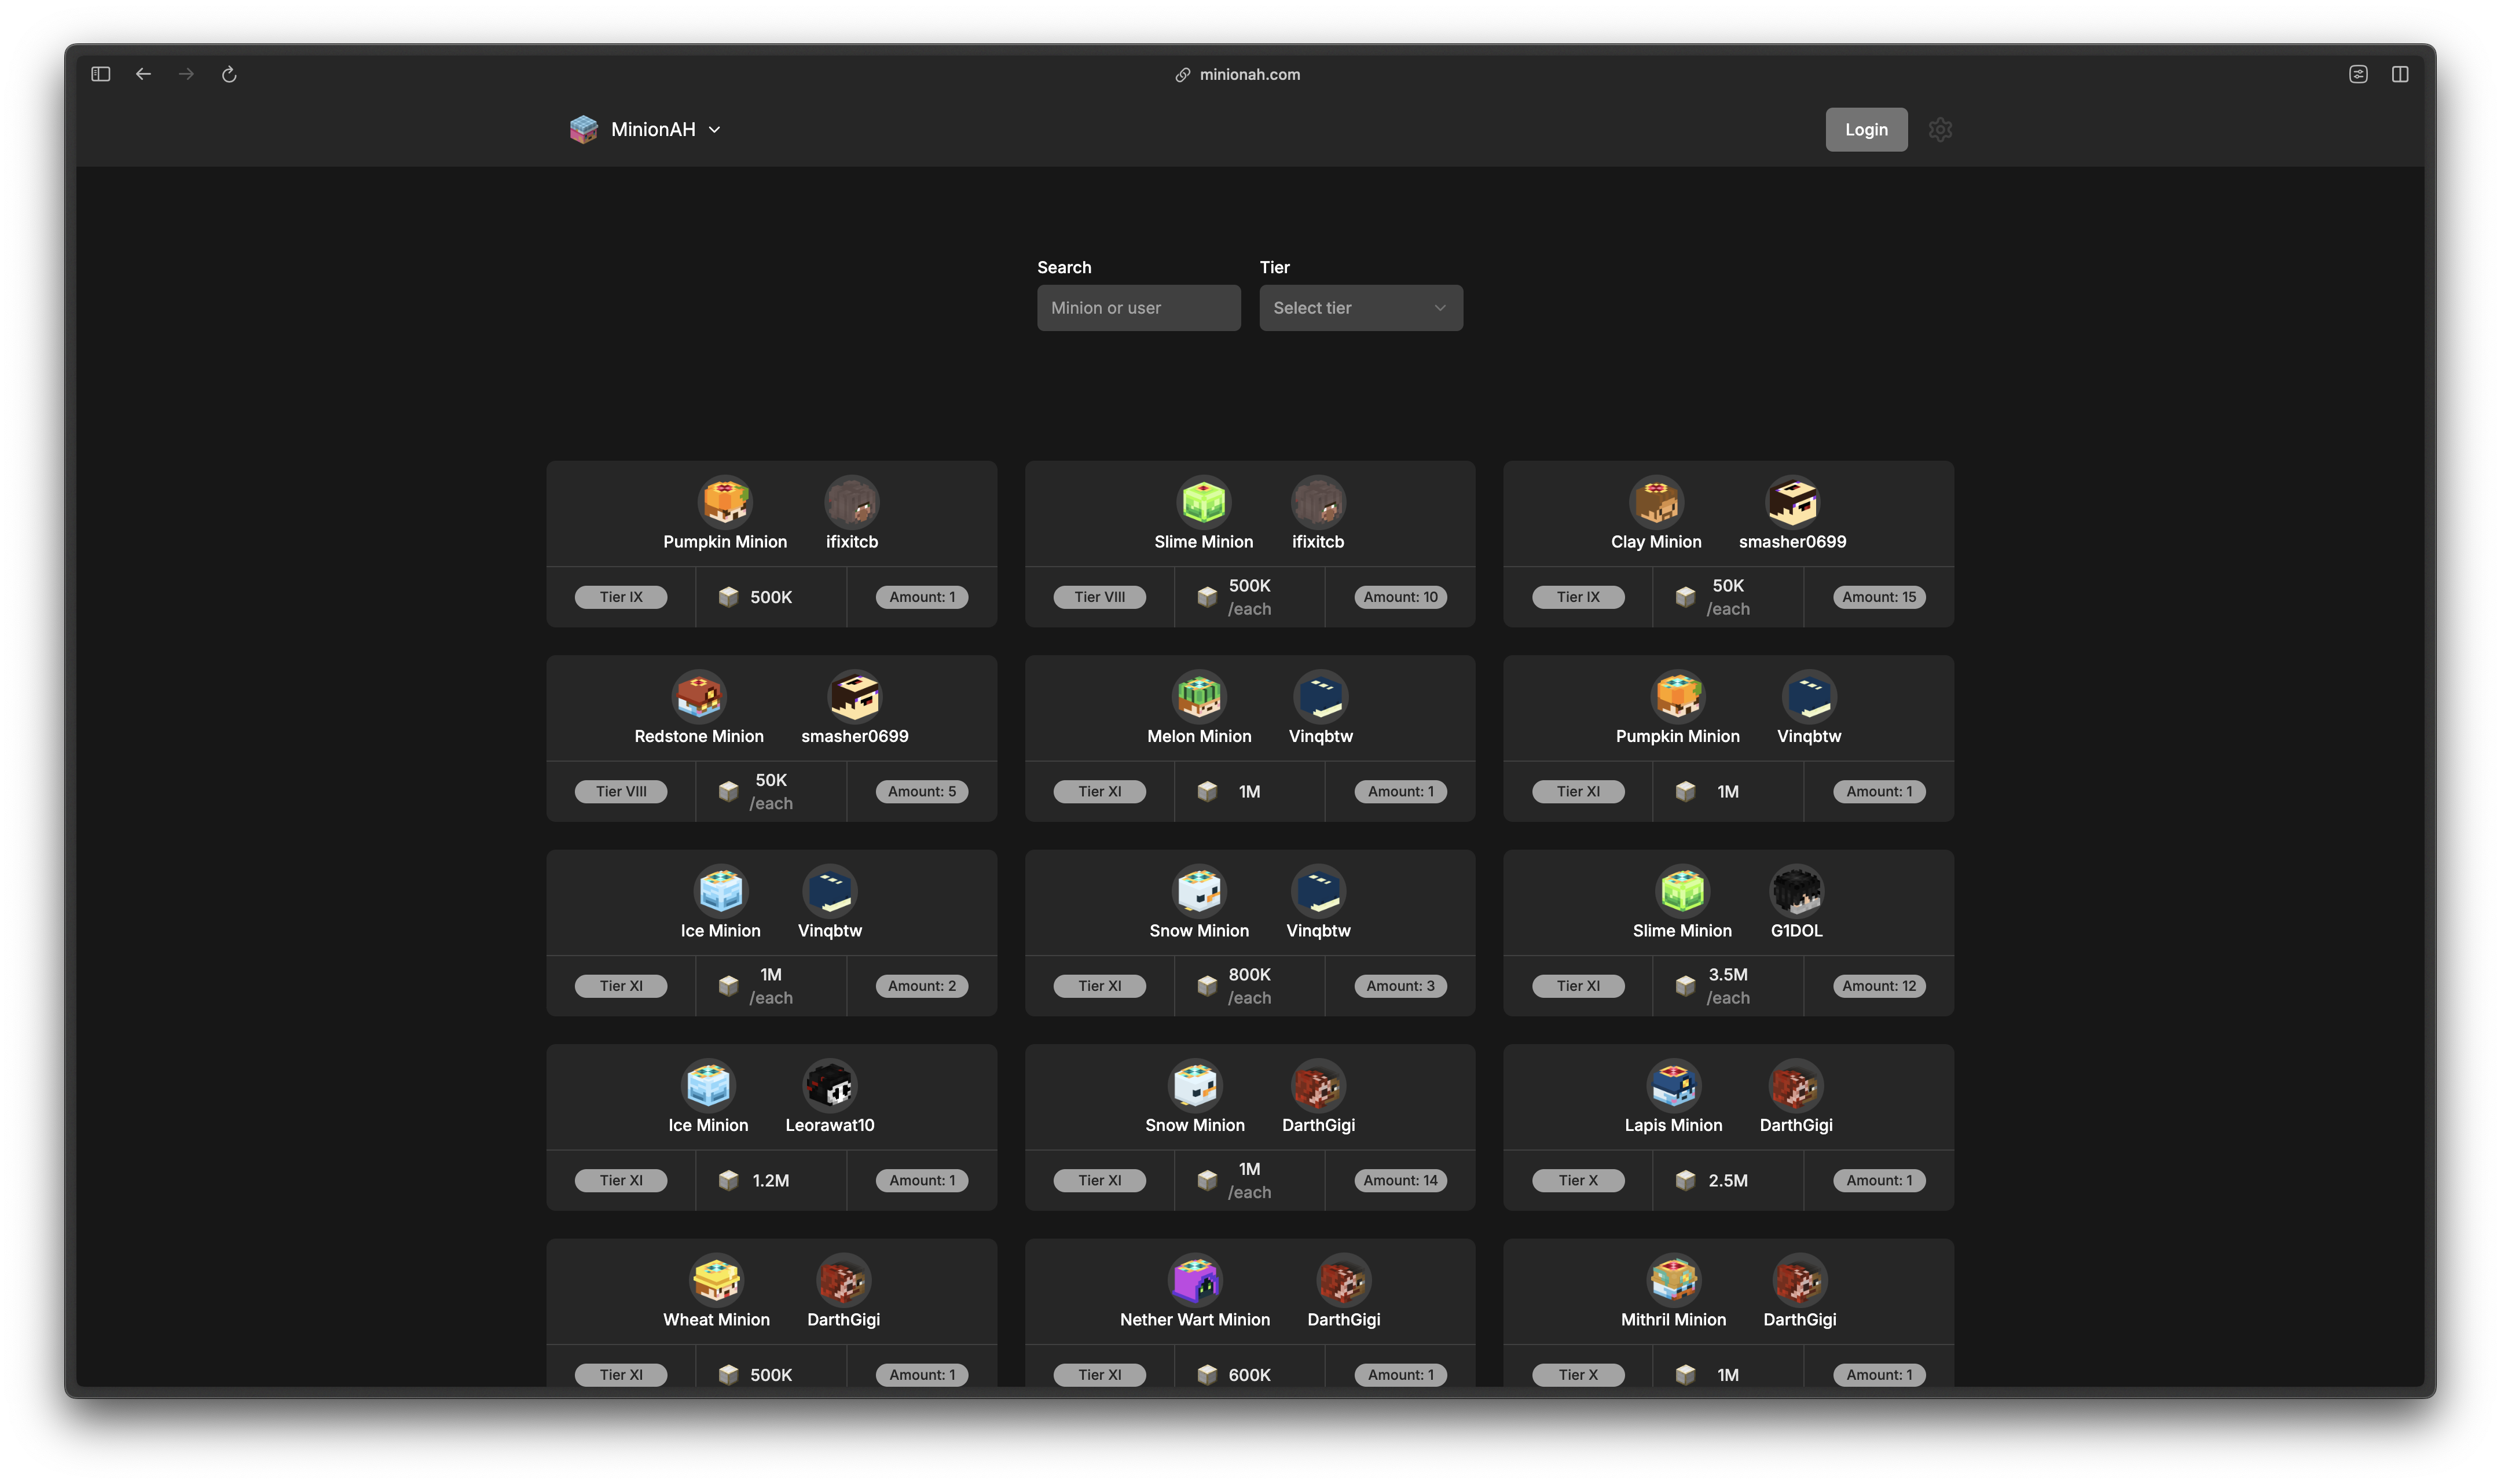 minionah.com
MinionAH
Login
Search
Tier
Minion or user
Select tier
Pumpkin Minion
ifixitcb
Tier IX
500K
Amount: 1
Slime Minion
ifixitcb
Tier VIII
500K
/each
Amount: 10
Clay Minion
smasher0699
Tier IX
50K
/each
Amount: 15
Redstone Minion
smasher0699
Tier VIII
50K
/each
Amount: 5
Melon Minion
Vinqbtw
Tier XI
1M
Amount: 1
Pumpkin Minion
Vinqbtw
Tier XI
1M
Amount: 1
Ice Minion
Vinqbtw
Tier XI
1M
/each
Amount: 2
Snow Minion
Vinqbtw
Tier XI
800K
/each
Amount: 3
Slime Minion
G1DOL
Tier XI
3.5M
/each
Amount: 12
Ice Minion
Leorawat10
Tier XI
1.2M
Amount: 1
Snow Minion
DarthGigi
Tier XI
1M
/each
Amount: 14
Lapis Minion
DarthGigi
Tier X
2.5M
Amount: 1
Wheat Minion
DarthGigi
Tier XI
500K
Amount: 1
Nether Wart Minion
DarthGigi
Tier XI
600K
Amount: 1
Mithril Minion
DarthGigi
Tier X
1M
Amount: 1